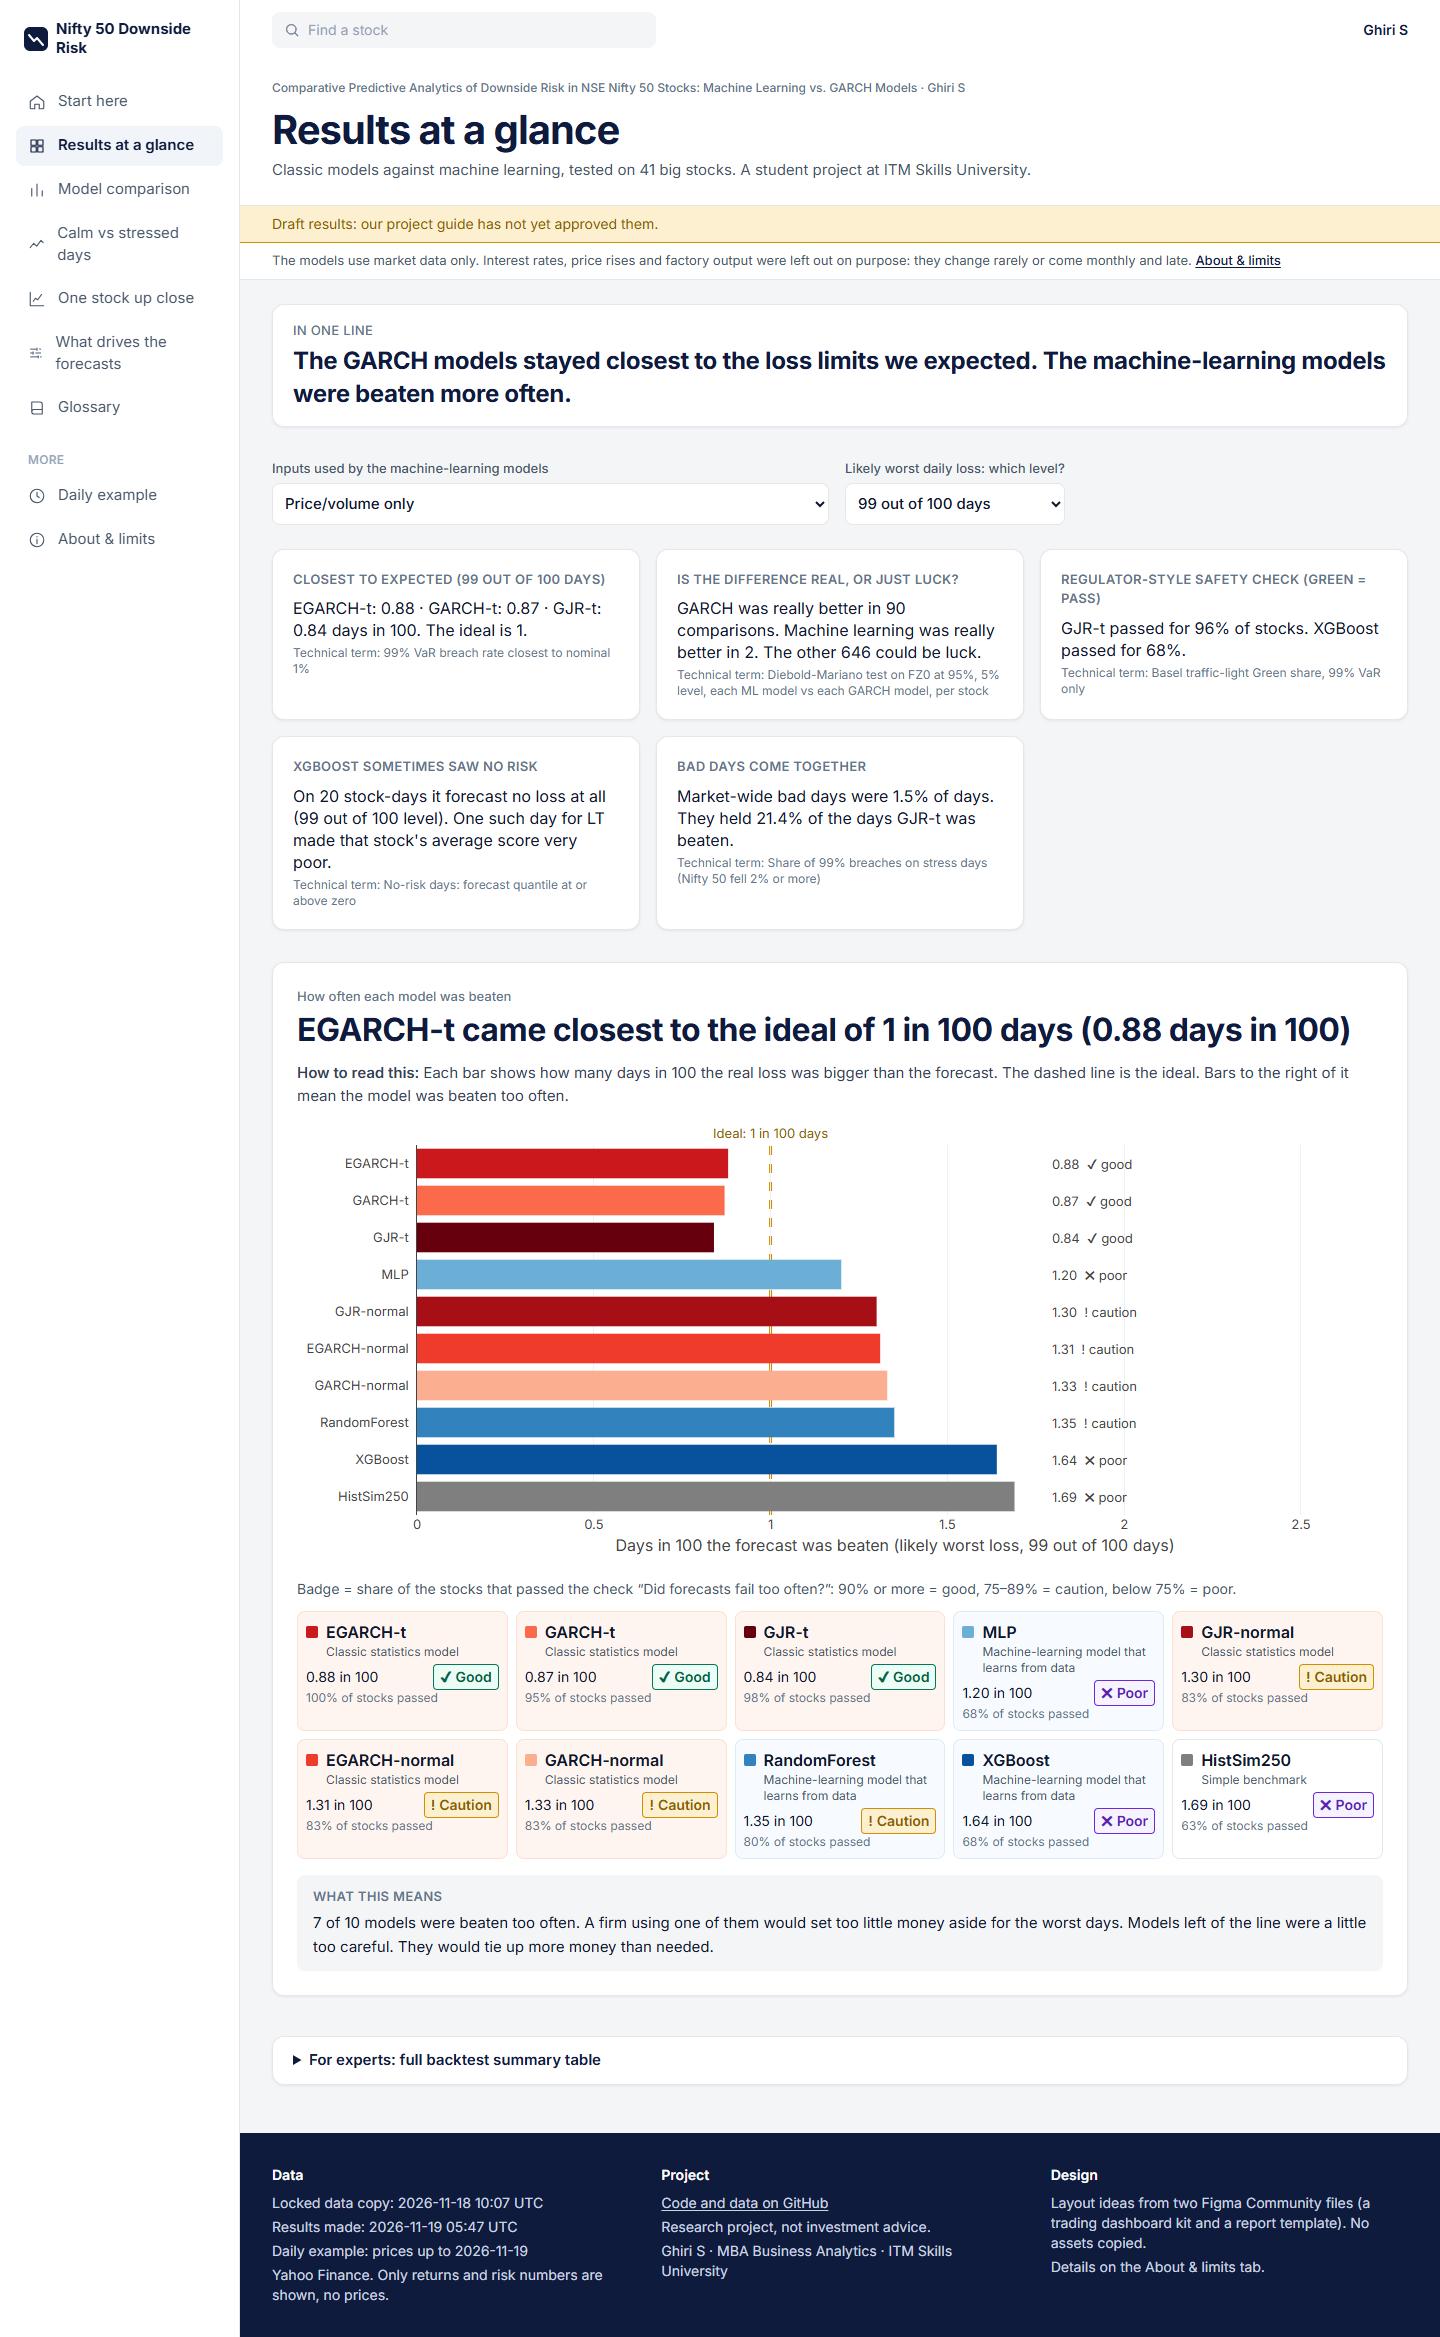 Nifty 50 Downside
Risk
Start here
Results at a glance
Model comparison
Calm vs stressed
days
One stock up close
What drives the
forecasts
Glossary
MORE
Daily example
About & limits
Find a stock
Ghiri S
Comparative Predictive Analytics of Downside Risk in NSE Nifty 50 Stocks: Machine Learning vs. GARCH Models · Ghiri S
Results at a glance
Classic models against machine learning, tested on 41 big stocks. A student project at ITM Skills University.
Draft results: our project guide has not yet approved them.
The models use market data only. Interest rates, price rises and factory output were left out on purpose: they change rarely or come monthly and late. About & limits
IN ONE LINE
The GARCH models stayed closest to the loss limits we expected. The machine-learning models
were beaten more often.
Inputs used by the machine-learning models
Price/volume only
Likely worst daily loss: which level?
99 out of 100 days
CLOSEST TO EXPECTED (99 OUT OF 100 DAYS)
EGARCH-t: 0.88 · GARCH-t: 0.87 · GJR-t:
0.84 days in 100. The ideal is 1.
Technical term: 99% VaR breach rate closest to nominal
1%
IS THE DIFFERENCE REAL, OR JUST LUCK?
GARCH was really better in 90
comparisons. Machine learning was really
better in 2. The other 646 could be luck.
Technical term: Diebold-Mariano test on FZ0 at 95%, 5%
level, each ML model vs each GARCH model, per stock
REGULATOR-STYLE SAFETY CHECK (GREEN =
PASS)
GJR-t passed for 96% of stocks. XGBoost
passed for 68%.
Technical term: Basel traffic-light Green share, 99% VaR
only
XGBOOST SOMETIMES SAW NO RISK
On 20 stock-days it forecast no loss at all
(99 out of 100 level). One such day for LT
made that stock's average score very
poor.
Technical term: No-risk days: forecast quantile at or
above zero
BAD DAYS COME TOGETHER
Market-wide bad days were 1.5% of days.
They held 21.4% of the days GJR-t was
beaten.
Technical term: Share of 99% breaches on stress days
(Nifty 50 fell 2% or more)
How often each model was beaten
EGARCH-t came closest to the ideal of 1 in 100 days (0.88 days in 100)
How to read this: Each bar shows how many days in 100 the real loss was bigger than the forecast. The dashed line is the ideal. Bars to the right of it
mean the model was beaten too often.
Ideal: 1 in 100 days
EGARCH-t 0.88 ✓ good
GARCH-t 0.87 ✓ good
GJR-t 0.84 ✓ good
MLP 1.20 ✕ poor
GJR-normal 1.30 ! caution
EGARCH-normal 1.31 ! caution
GARCH-normal 1.33 ! caution
RandomForest 1.35 ! caution
XGBoost 1.64 ✕ poor
HistSim250 1.69 ✕ poor
0 0.5 1 1.5 2 2.5
Days in 100 the forecast was beaten (likely worst loss, 99 out of 100 days)
Badge = share of the stocks that passed the check “Did forecasts fail too often?”: 90% or more = good, 75–89% = caution, below 75% = poor.
EGARCH-t
Classic statistics model
0.88 in 100 ✓ Good
100% of stocks passed
GARCH-t
Classic statistics model
0.87 in 100 ✓ Good
95% of stocks passed
GJR-t
Classic statistics model
0.84 in 100 ✓ Good
98% of stocks passed
MLP
Machine-learning model that
learns from data
1.20 in 100 ✕ Poor
68% of stocks passed
GJR-normal
Classic statistics model
1.30 in 100 ! Caution
83% of stocks passed
EGARCH-normal
Classic statistics model
1.31 in 100 ! Caution
83% of stocks passed
GARCH-normal
Classic statistics model
1.33 in 100 ! Caution
83% of stocks passed
RandomForest
Machine-learning model that
learns from data
1.35 in 100 ! Caution
80% of stocks passed
XGBoost
Machine-learning model that
learns from data
1.64 in 100 ✕ Poor
68% of stocks passed
HistSim250
Simple benchmark
1.69 in 100 ✕ Poor
63% of stocks passed
WHAT THIS MEANS
7 of 10 models were beaten too often. A firm using one of them would set too little money aside for the worst days. Models left of the line were a little
too careful. They would tie up more money than needed.
For experts: full backtest summary table
Data
Locked data copy: 2026-11-18 10:07 UTC
Results made: 2026-11-19 05:47 UTC
Daily example: prices up to 2026-11-19
Yahoo Finance. Only returns and risk numbers are
shown, no prices.
Project
Code and data on GitHub
Research project, not investment advice.
Ghiri S · MBA Business Analytics · ITM Skills
University
Design
Layout ideas from two Figma Community files (a
trading dashboard kit and a report template). No
assets copied.
Details on the About & limits tab.